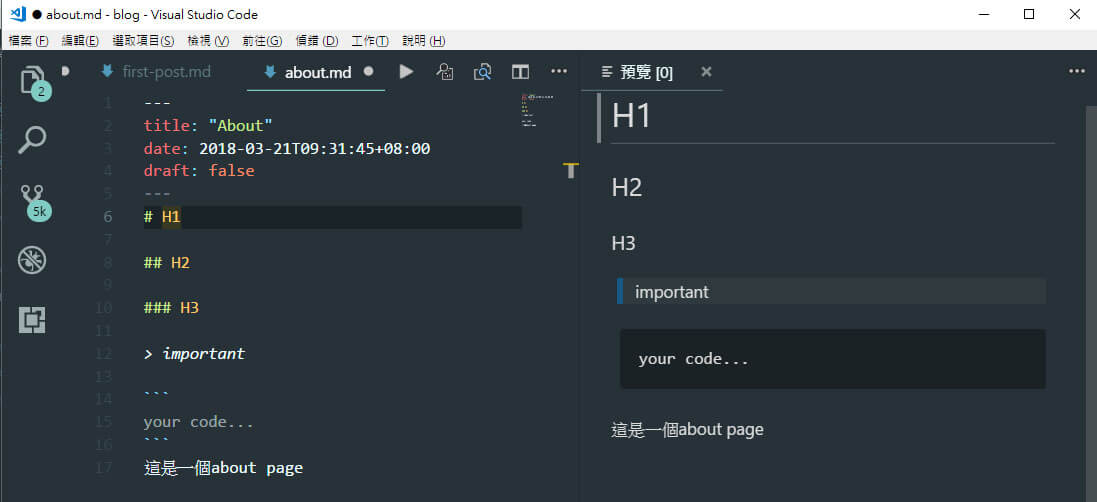 ● about.md - blog - Visual Studio Code
檔案 (F) 編輯(E) 選取項目(S) 檢視 (V) 前往(G) 偵錯 (D) 工作(T) 說明 (H)
2
5k
first-post.md about.md ●
1 ---
2 title: "About"
3 date: 2018-03-21T09:31:45+08:00
4 draft: false
5 ---
6 # H1
7
8 ## H2
9
10 ### H3
11
12 > important
13
14 ```
15 your code...
16 ```
17 這是一個about page
預覽 [0]
H1
H2
H3
important
your code...
這是一個about page